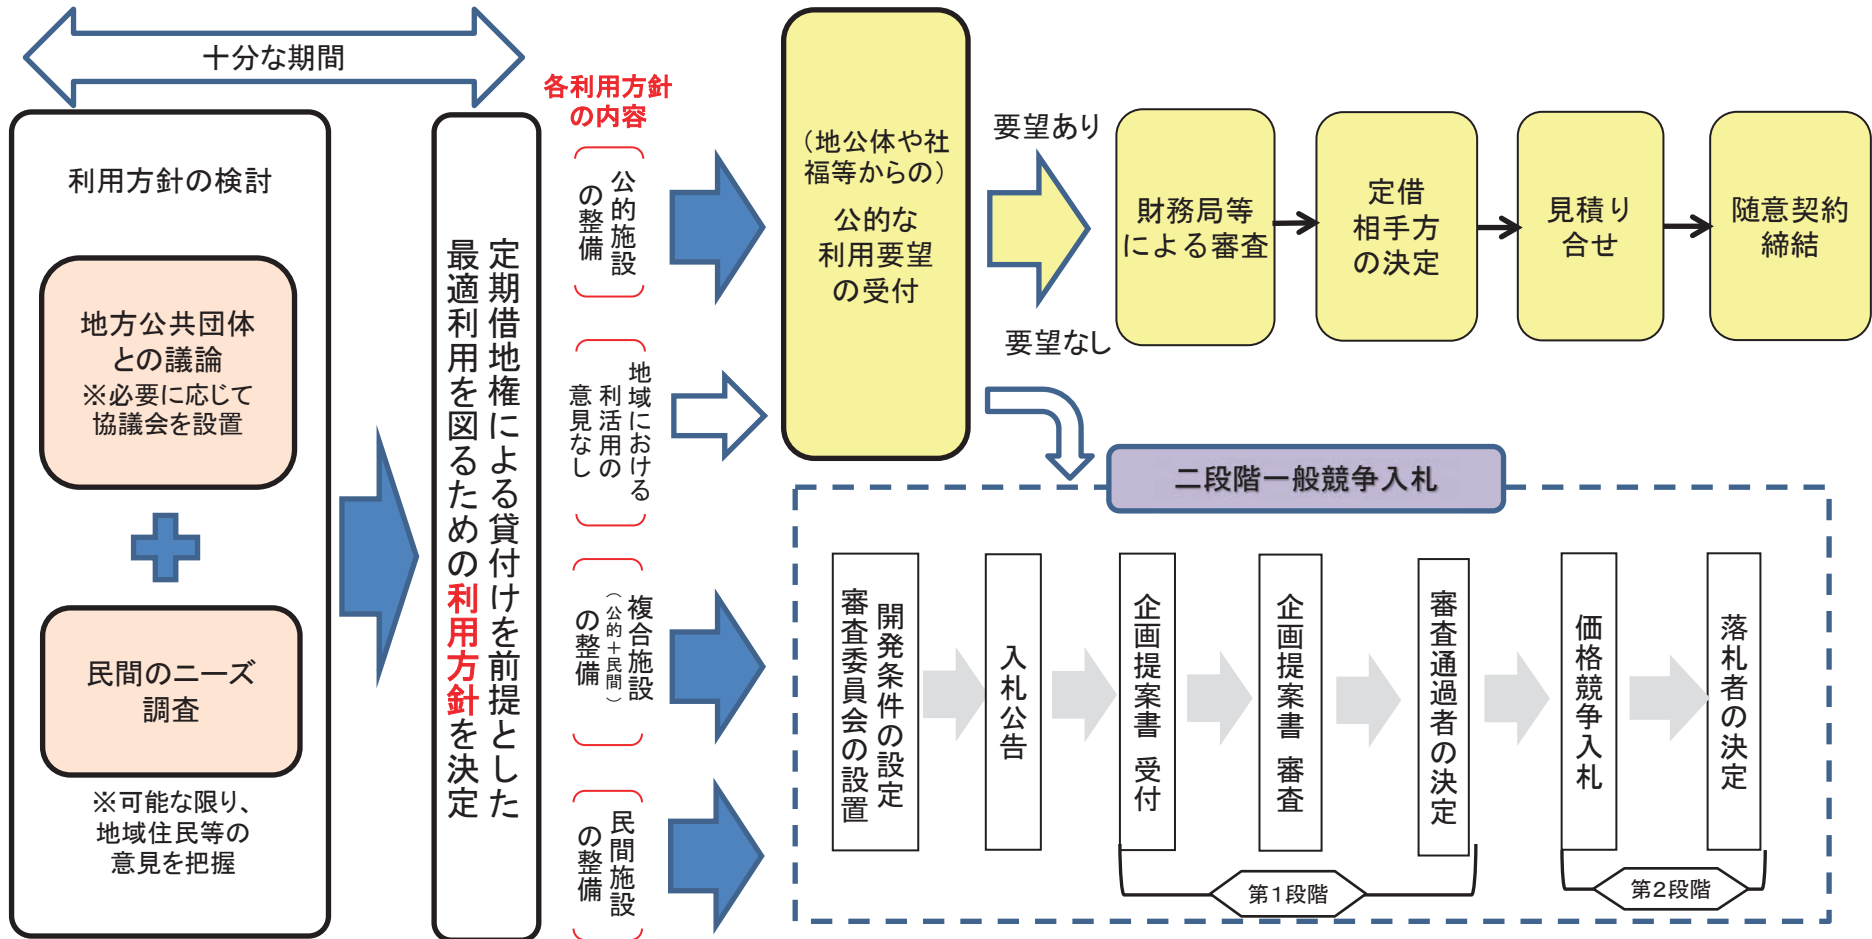 十分な期間
利用方針の検討
地方公共団体
との議論
※必要に応じて
協議会を設置
民間のニーズ
調査
※可能な限り、
地域住民等の
意見を把握
定期借地権による貸付けを前提とした
最適利用を図るための利用方針を決定
各利用方針
の内容
公的施設
の整備
地域における
利活用の
意見なし
複合施設
（公的＋民間）
の整備
民間施設
の整備
（地公体や社
福等からの）
公的な
利用要望
の受付
要望あり
要望なし
財務局等
による審査
定借
相手方
の決定
見積り
合せ
随意契約
締結
二段階一般競争入札
開発条件の設定
審査委員会の設置
入札公告
企画提案書 受付
企画提案書 審査
審査通過者の決定
価格競争入札
落札者の決定
第１段階
第２段階